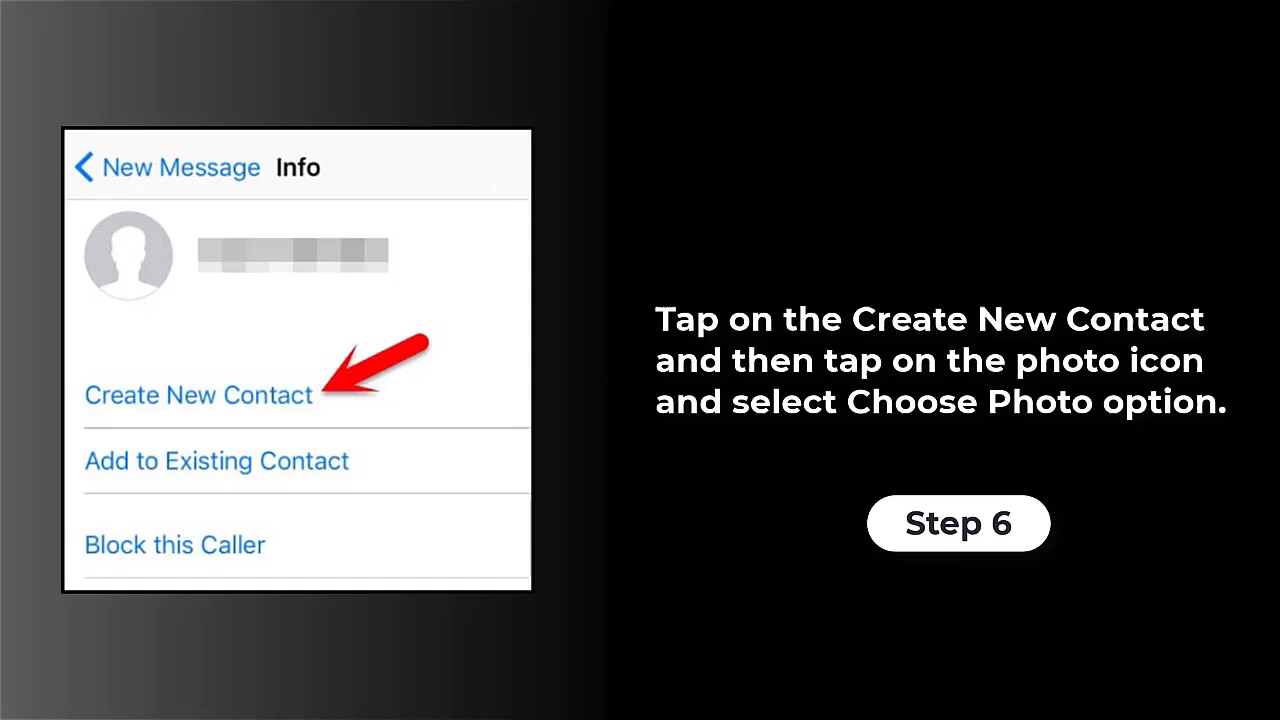 New Message Info
Create New Contact
Add to Existing Contact
Block this Caller
Tap on the Create New Contact
and then tap on the photo icon
and select Choose Photo option.
Step 6